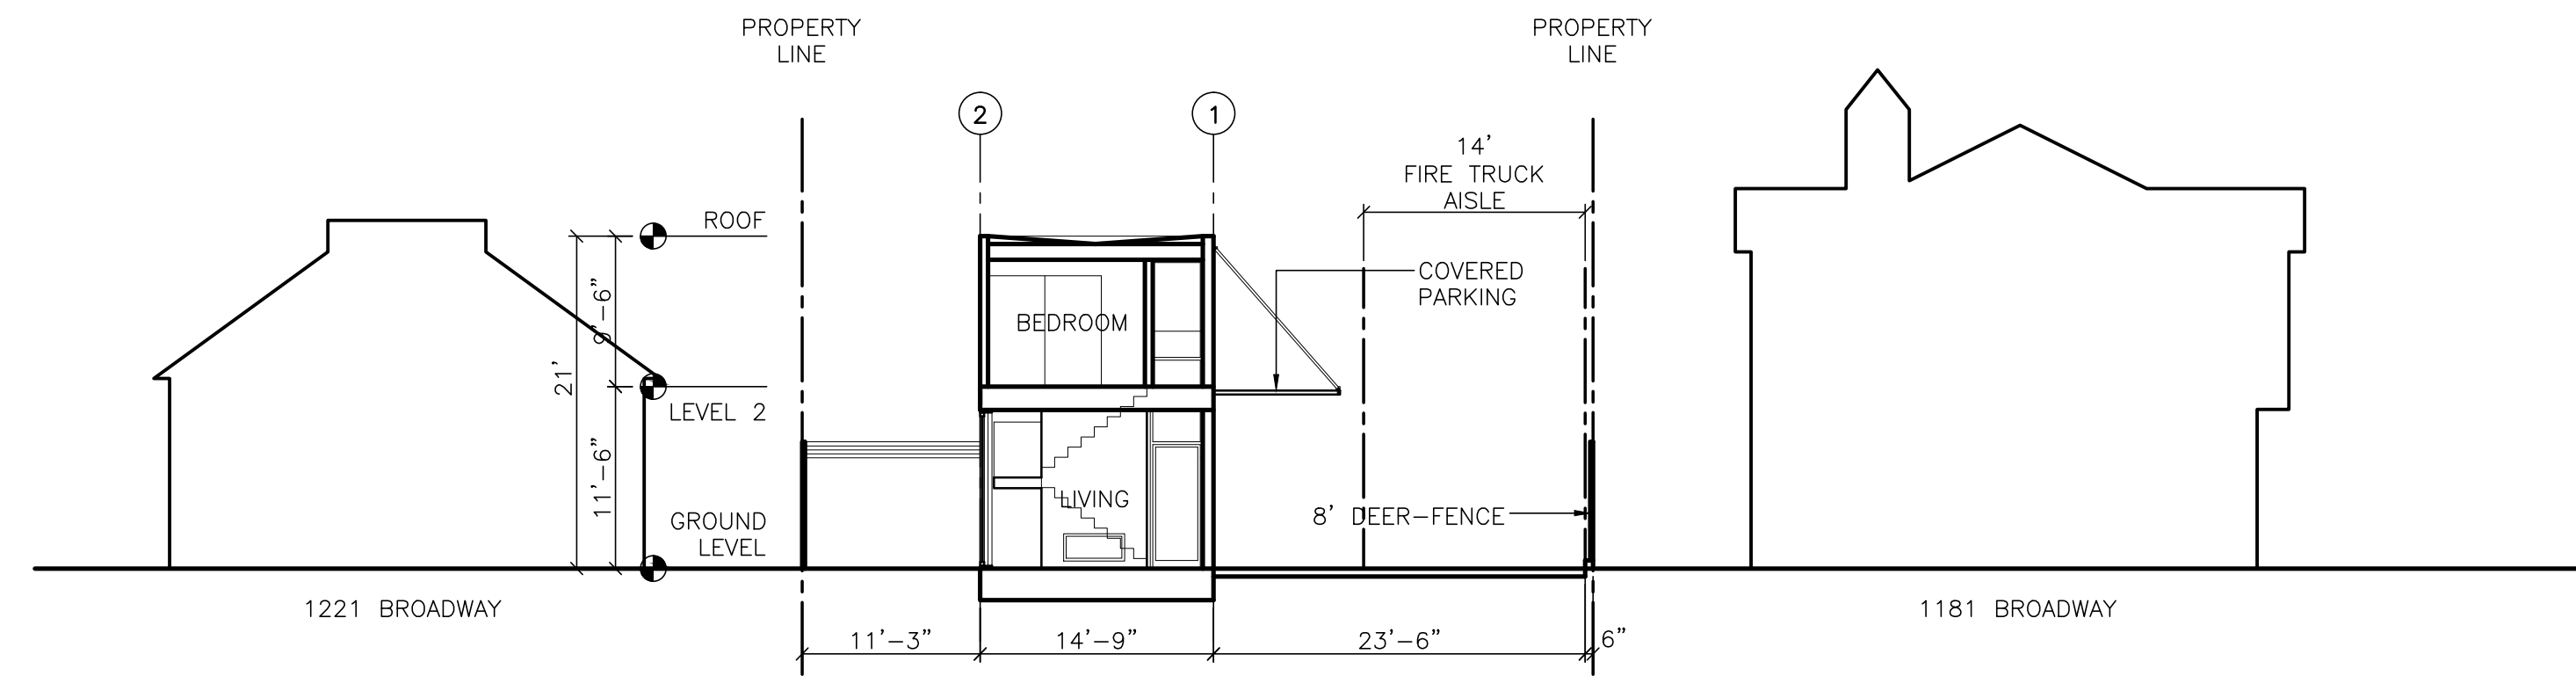 PROPERTY
LINE
PROPERTY
LINE
2
1
14'
FIRE TRUCK
AISLE
ROOF
COVERED
PARKING
9'-6"
BEDROOM
21'
LEVEL 2
11'-6"
LIVING
8' DEER-FENCE
GROUND
LEVEL
1221 BROADWAY
1181 BROADWAY
11'-3"
14'-9"
23'-6"
6"